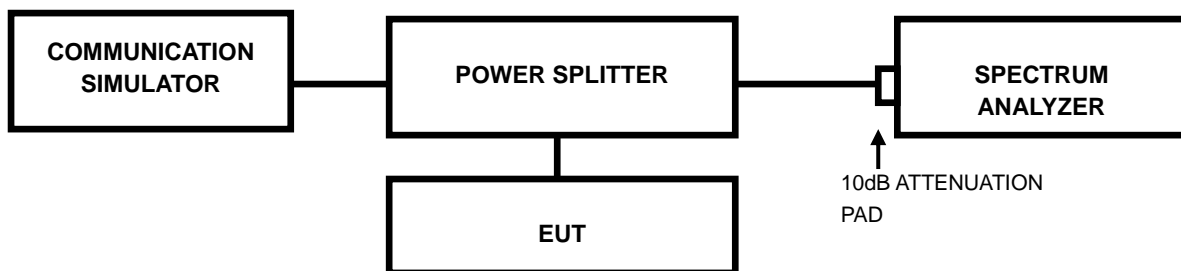 COMMUNICATION
SIMULATOR
POWER SPLITTER
SPECTRUM
ANALYZER
10dB ATTENUATION
PAD
EUT